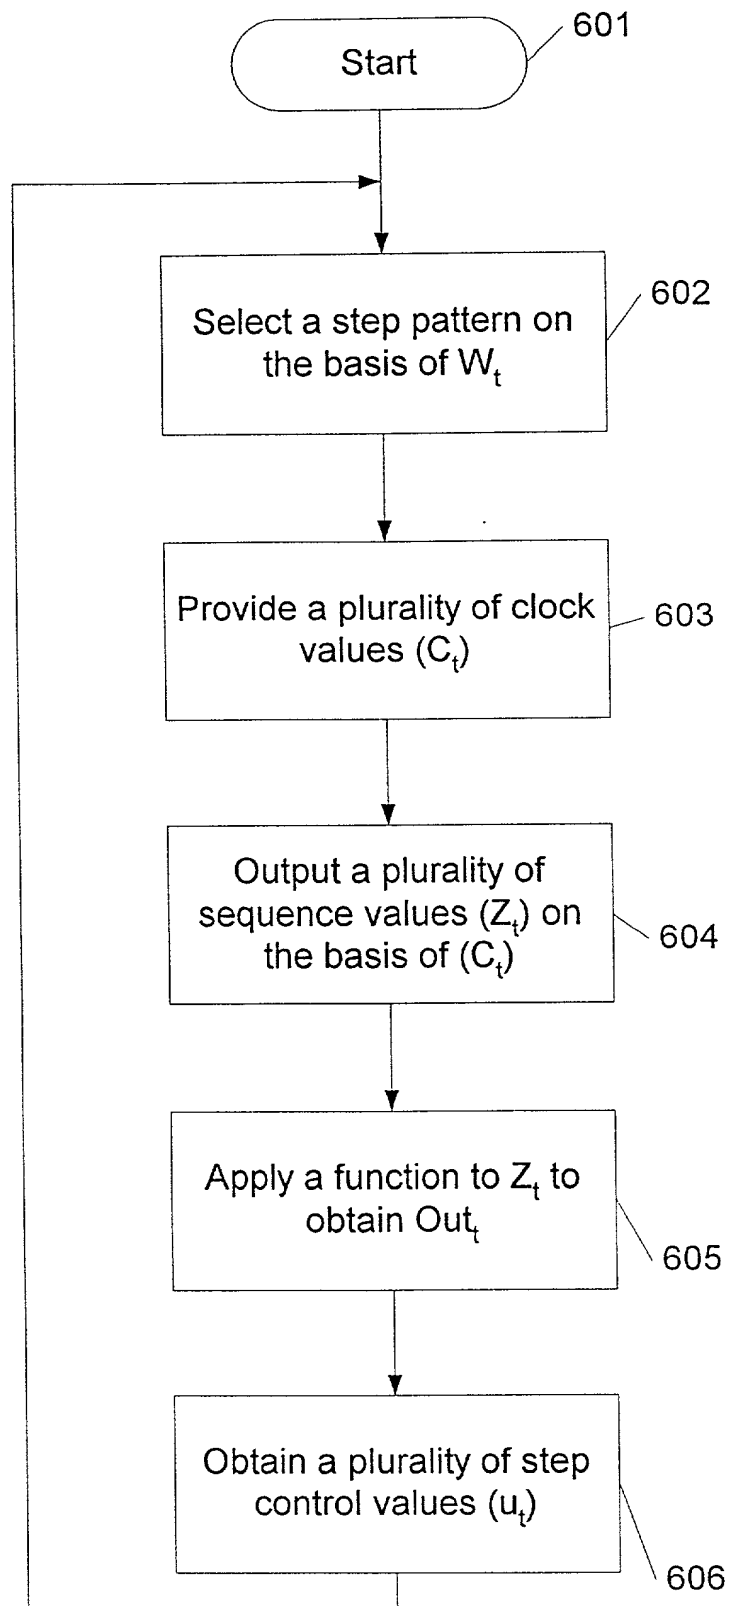 601
Start
602
Select a step pattern on
the basis of Wₜ
Provide a plurality of clock
values (Cₜ)
603
Output a plurality of
sequence values (Zₜ) on
the basis of (Cₜ)
604
Apply a function to Zₜ to
obtain Outₜ
605
Obtain a plurality of step
control values (uₜ)
606